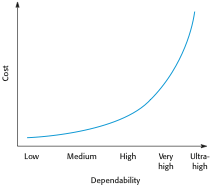 Cost
Low Medium High Very high Ultra-high
Dependability